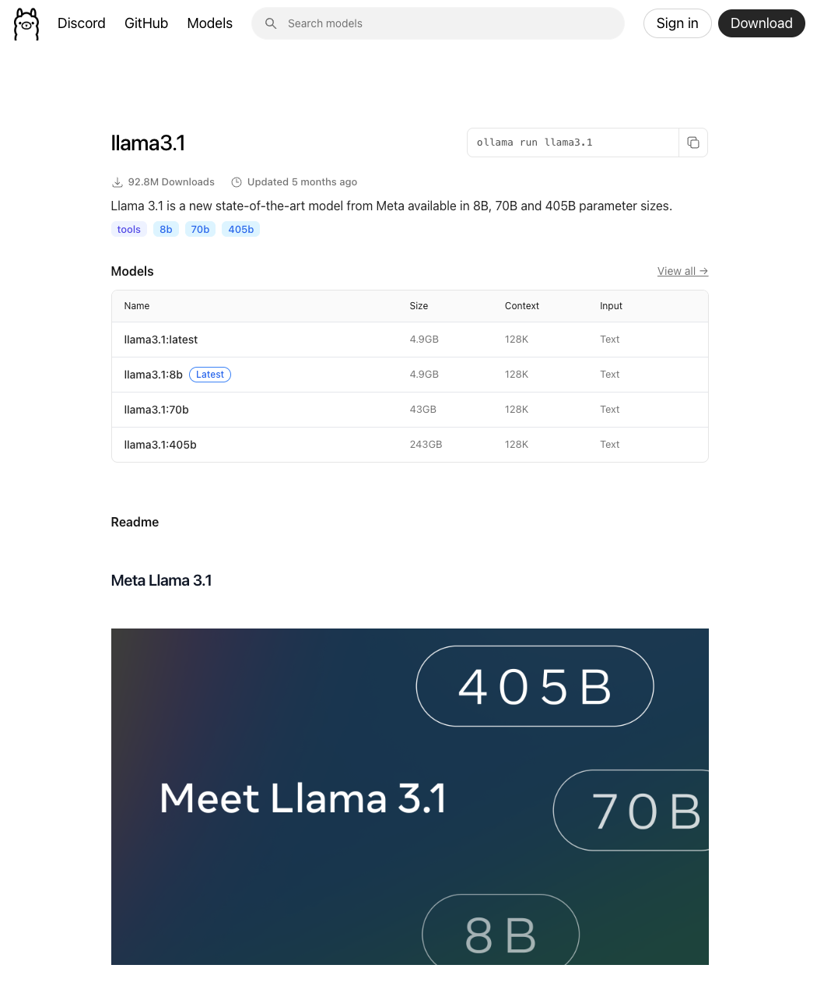 Discord GitHub Models Search models Sign in Download
llama3.1
ollama run llama3.1
92.8M Downloads Updated 5 months ago
Llama 3.1 is a new state-of-the-art model from Meta available in 8B, 70B and 405B parameter sizes.
tools 8b 70b 405b
Models View all →
Name Size Context Input
llama3.1:latest 4.9GB 128K Text
llama3.1:8b Latest 4.9GB 128K Text
llama3.1:70b 43GB 128K Text
llama3.1:405b 243GB 128K Text
Readme
Meta Llama 3.1
405B
Meet Llama 3.1
70B
8B